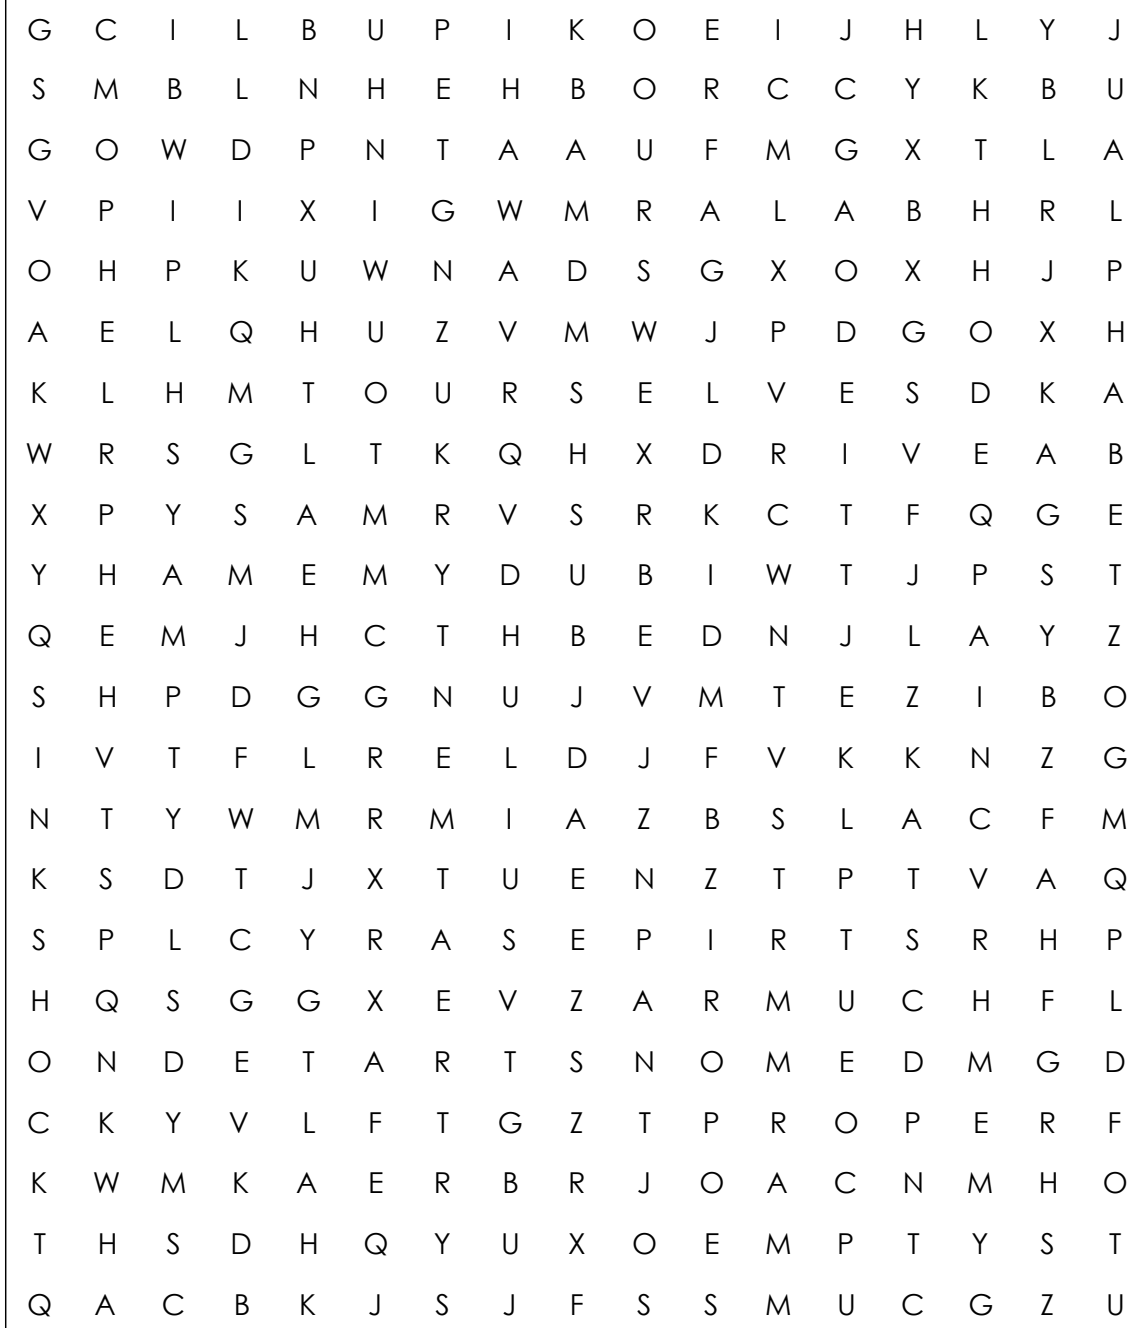 G C I L B U P I K O E I J H L Y J
S M B L N H E H B O R C C Y K B U
G O W D P N T A A U F M G X T L A
V P I I X I G W M R A L A B H R L
O H P K U W N A D S G X O X H J P
A E L Q H U Z V M W J P D G O X H
K L H M T O U R S E L V E S D K A
W R S G L T K Q H X D R I V E A B
X P Y S A M R V S R K C T F Q G E
Y H A M E M Y D U B I W T J P S T
Q E M J H C T H B E D N J L A Y Z
S H P D G G N U J V M T E Z I B O
I V T F L R E L D J F V K K N Z G
N T Y W M R M I A Z B S L A C F M
K S D T J X T U E N Z T P T V A Q
S P L C Y R A S E P I R T S R H P
H Q S G G X E V Z A R M U C H F L
O N D E T A R T S N O M E D M G D
C K Y V L F T G Z T P R O P E R F
K W M K A E R B R J O A C N M H O
T H S D H Q Y U X O E M P T Y S T
Q A C B K J S J F S S M U C G Z U